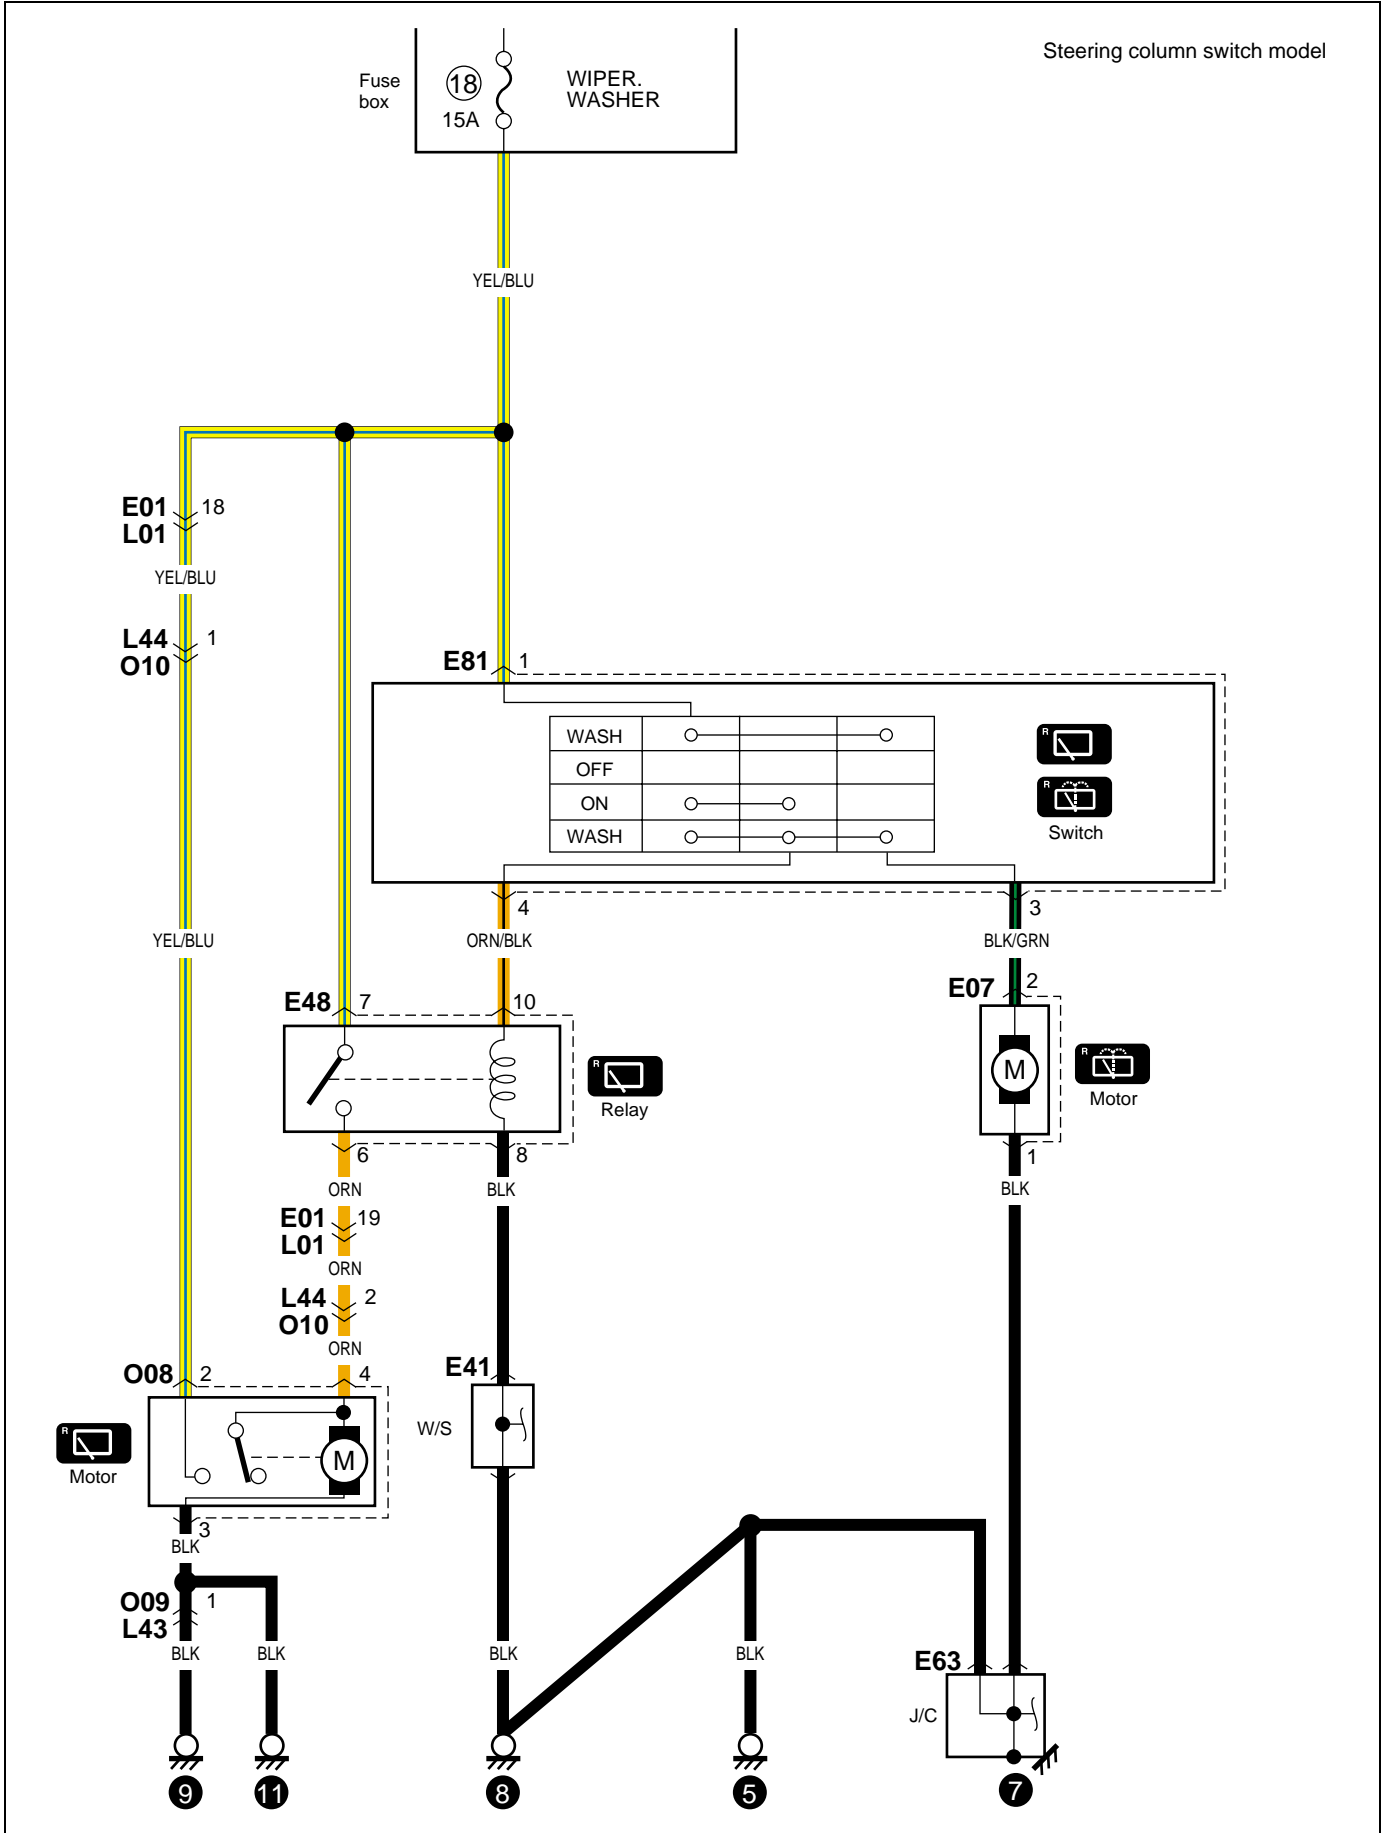 Steering column switch model
Fuse
box
18
15A
WIPER.
WASHER
YEL/BLU
E01
L01
18
YEL/BLU
L44
O10
1
E81
1
WASH
OFF
ON
WASH
R
R
Switch
4
3
YEL/BLU
ORN/BLK
BLK/GRN
E48
7
10
E07
2
R
Relay
M
R
Motor
6
8
1
ORN
BLK
BLK
E01
L01
19
ORN
L44
O10
2
ORN
O08
2
4
E41
W/S
R
Motor
M
3
BLK
O09
L43
1
BLK
BLK
BLK
BLK
E63
J/C
9
11
8
5
7